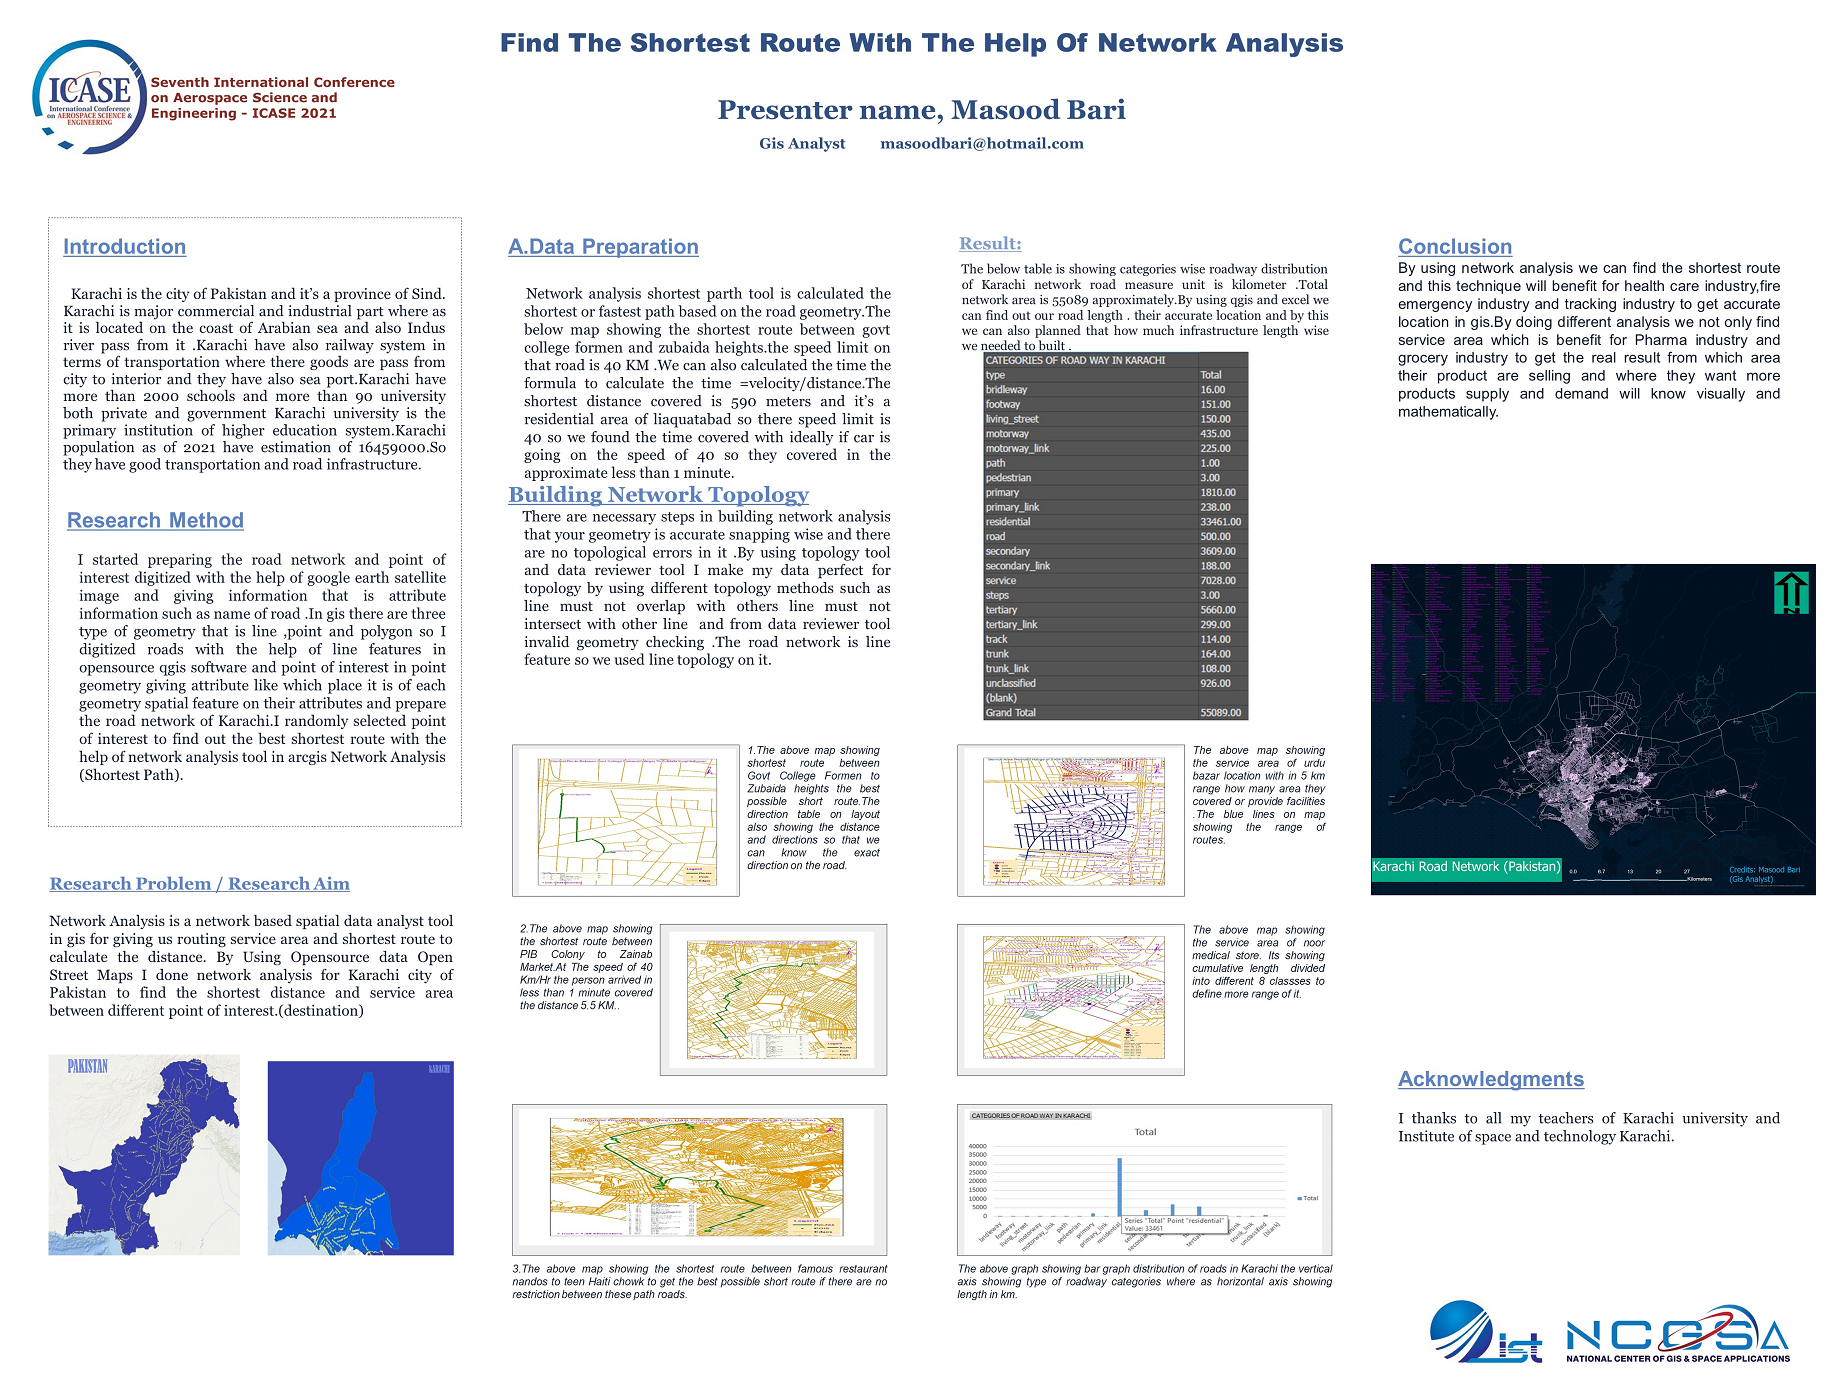 Find The Shortest Route With The Help Of Network Analysis
ICASE
International Conference
on AEROSPACE SCIENCE &
ENGINEERING
Seventh International Conference
on Aerospace Science and
Engineering - ICASE 2021
Presenter name, Masood Bari
Gis Analyst masoodbari@hotmail.com
Introduction
Karachi is the city of Pakistan and it’s a province of Sind.
Karachi is major commercial and industrial part where as
it is located on the coast of Arabian sea and also Indus
river pass from it .Karachi have also railway system in
terms of transportation where there goods are pass from
city to interior and they have also sea port.Karachi have
more than 2000 schools and more than 90 university
both private and government Karachi university is the
primary institution of higher education system.Karachi
population as of 2021 have estimation of 16459000.So
they have good transportation and road infrastructure.
Research Method
I started preparing the road network and point of
interest digitized with the help of google earth satellite
image and giving information that is attribute
information such as name of road .In gis there are three
type of geometry that is line ,point and polygon so I
digitized roads with the help of line features in
opensource qgis software and point of interest in point
geometry giving attribute like which place it is of each
geometry spatial feature on their attributes and prepare
the road network of Karachi.I randomly selected point
of interest to find out the best shortest route with the
help of network analysis tool in arcgis Network Analysis
(Shortest Path).
Research Problem / Research Aim
Network Analysis is a network based spatial data analyst tool
in gis for giving us routing service area and shortest route to
calculate the distance. By Using Opensource data Open
Street Maps I done network analysis for Karachi city of
Pakistan to find the shortest distance and service area
between different point of interest.(destination)
PAKISTAN
KARACHI
A.Data Preparation
Network analysis shortest parth tool is calculated the
shortest or fastest path based on the road geometry.The
below map showing the shortest route between govt
college formen and zubaida heights.the speed limit on
that road is 40 KM .We can also calculated the time the
formula to calculate the time =velocity/distance.The
shortest distance covered is 590 meters and it’s a
residential area of liaquatabad so there speed limit is
40 so we found the time covered with ideally if car is
going on the speed of 40 so they covered in the
approximate less than 1 minute.
Building Network Topology
There are necessary steps in building network analysis
that your geometry is accurate snapping wise and there
are no topological errors in it .By using topology tool
and data reviewer tool I make my data perfect for
topology by using different topology methods such as
line must not overlap with others line must not
intersect with other line and from data reviewer tool
invalid geometry checking .The road network is line
feature so we used line topology on it.
1.The above map showing
shortest route between
Govt College Formen to
Zubaida heights the best
possible short route.The
direction table on layout
also showing the distance
and directions so that we
can know the exact
direction on the road.
2.The above map showing
the shortest route between
PIB Colony to Zainab
Market.At The speed of 40
Km/Hr the person arrived in
less than 1 minute covered
the distance 5.5 KM..
3.The above map showing the shortest route between famous restaurant
nandos to teen Haiti chowk to get the best possible short route if there are no
restriction between these path roads.
Result:
The below table is showing categories wise roadway distribution
of Karachi network road measure unit is kilometer .Total
network area is 55089 approximately.By using qgis and excel we
can find out our road length . their accurate location and by this
we can also planned that how much infrastructure length wise
we needed to built .
CATEGORIES OF ROAD WAY IN KARACHI
type Total
bridleway 16.00
footway 151.00
living_street 150.00
motorway 435.00
motorway_link 225.00
path 1.00
pedestrian 3.00
primary 1810.00
primary_link 238.00
residential 33461.00
road 500.00
secondary 3609.00
secondary_link 188.00
service 7028.00
steps 3.00
tertiary 5660.00
tertiary_link 299.00
track 114.00
trunk 164.00
trunk_link 108.00
unclassified 926.00
(blank)
Grand Total 55089.00
The above map showing
the service area of urdu
bazar location with in 5 km
range how many area they
covered or provide facilities
.The blue lines on map
showing the range of
routes.
The above map showing
the service area of noor
medical store. Its showing
cumulative length divided
into different 8 classses to
define more range of it.
CATEGORIES OF ROAD WAY IN KARACHI
Total
40000
35000
30000
25000
20000
15000
10000
5000
0
Total
Series "Total" Point "residential"
Value: 33461
bridleway
footway
living_street
motorway
motorway_link
path
pedestrian
primary
primary_link
residential
trunk_link
unclassified
(blank)
The above graph showing bar graph distribution of roads in Karachi the vertical
axis showing type of roadway categories where as horizontal axis showing
length in km.
Conclusion
By using network analysis we can find the shortest route
and this technique will benefit for health care industry,fire
emergency industry and tracking industry to get accurate
location in gis.By doing different analysis we not only find
service area which is benefit for Pharma industry and
grocery industry to get the real result from which area
their product are selling and where they want more
products supply and demand will know visually and
mathematically.
Karachi Road Network (Pakistan)
0.0 6.7 13 20 27
Kilometers
Credits: Masood Bari
(Gis Analyst)
Acknowledgments
I thanks to all my teachers of Karachi university and
Institute of space and technology Karachi.
ist
NCGSA
NATIONAL CENTER OF GIS & SPACE APPLICATIONS